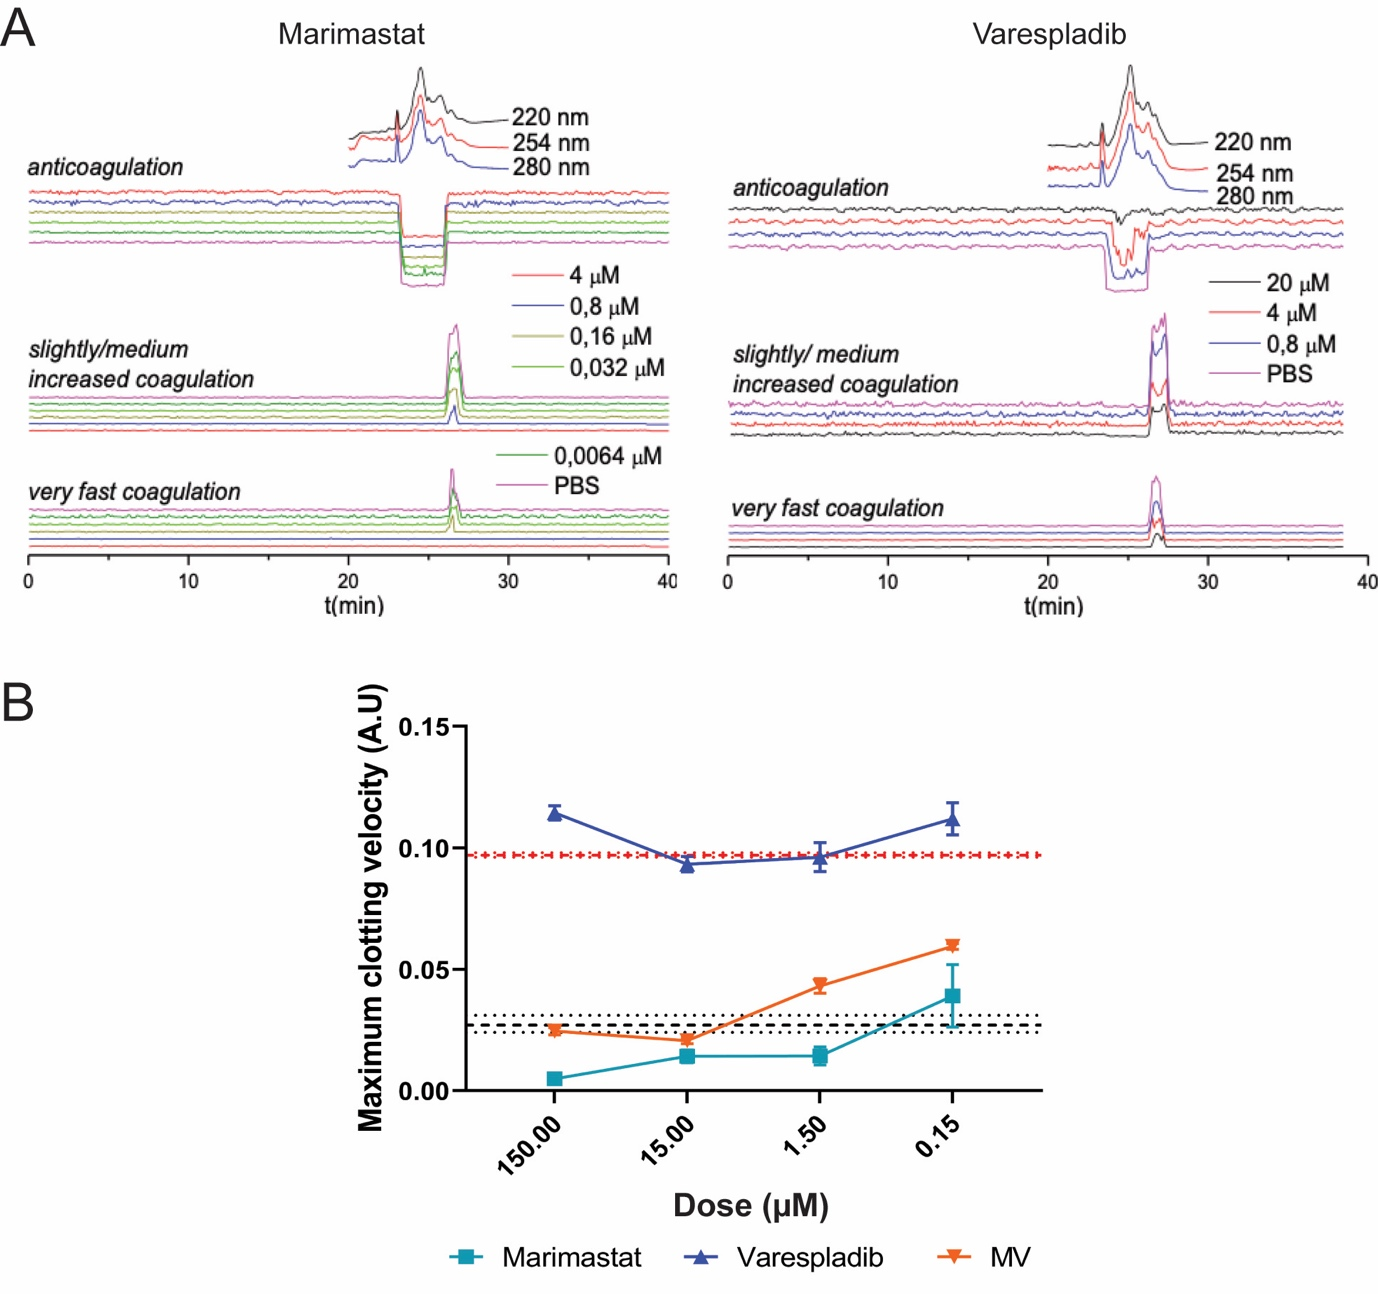 A
Marimastat
Varespladib
220 nm
254 nm
280 nm
anticoagulation
4 μM
0,8 μM
0,16 μM
0,032 μM
slightly/medium
increased coagulation
0,0064 μM
PBS
very fast coagulation
0 10 20 30 40
t(min)
220 nm
254 nm
280 nm
anticoagulation
20 μM
4 μM
0,8 μM
PBS
slightly/ medium
increased coagulation
very fast coagulation
0 10 20 30 40
t(min)
B
Maximum clotting velocity (A.U)
0.15
0.10
0.05
0.00
150.00 15.00 1.50 0.15
Dose (μM)
Marimastat Varespladib MV